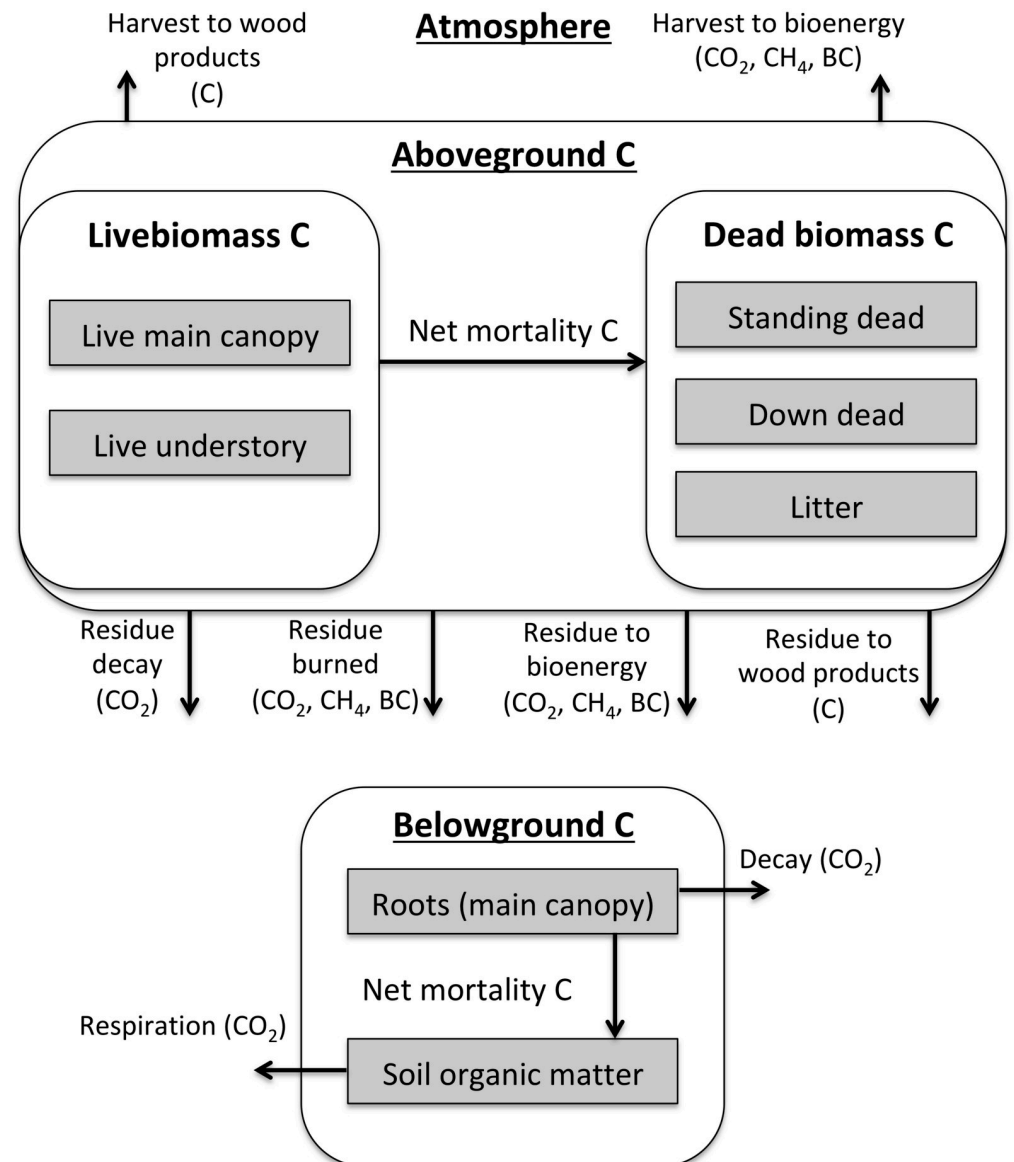 Harvest to wood
products
(C)
Atmosphere
Harvest to bioenergy
(CO₂, CH₄, BC)
Aboveground C
Livebiomass C
Live main canopy
Live understory
Net mortality C
Dead biomass C
Standing dead
Down dead
Litter
Residue
decay
(CO₂)
Residue
burned
(CO₂, CH₄, BC)
Residue to
bioenergy
(CO₂, CH₄, BC)
Residue to
wood products
(C)
Belowground C
Roots (main canopy)
Decay (CO₂)
Net mortality C
Respiration (CO₂)
Soil organic matter